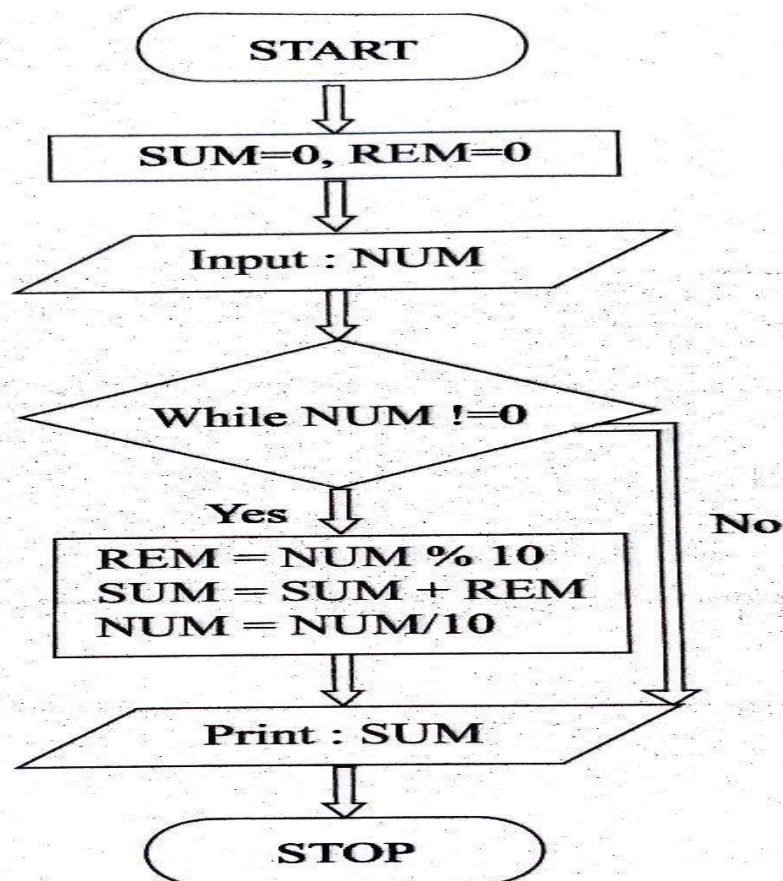 START
SUM=0, REM=0
Input : NUM
While NUM !=0
Yes
No
REM = NUM % 10
SUM = SUM + REM
NUM = NUM/10
Print : SUM
STOP